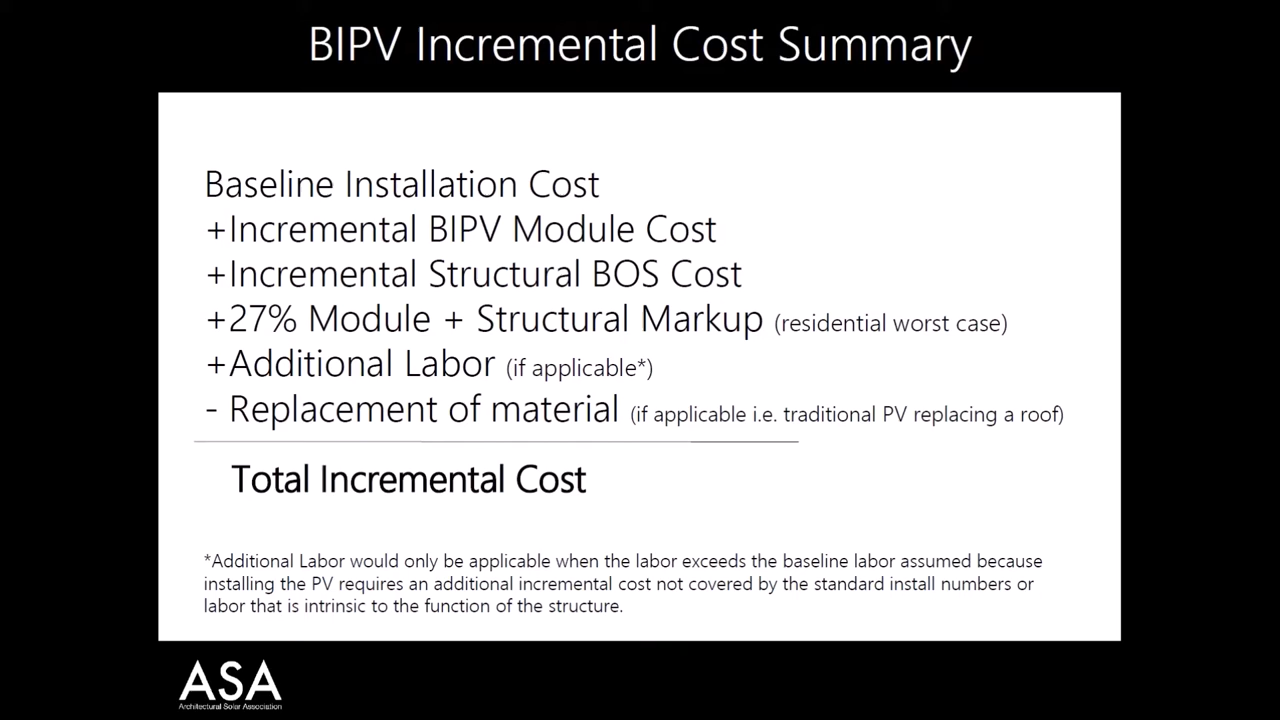 BIPV Incremental Cost Summary
Baseline Installation Cost
+Incremental BIPV Module Cost
+Incremental Structural BOS Cost
+27% Module + Structural Markup (residential worst case)
+Additional Labor (if applicable*)
- Replacement of material (if applicable i.e. traditional PV replacing a roof)
Total Incremental Cost
*Additional Labor would only be applicable when the labor exceeds the baseline labor assumed because
installing the PV requires an additional incremental cost not covered by the standard install numbers or
labor that is intrinsic to the function of the structure.
ASA
Architectural Solar Association